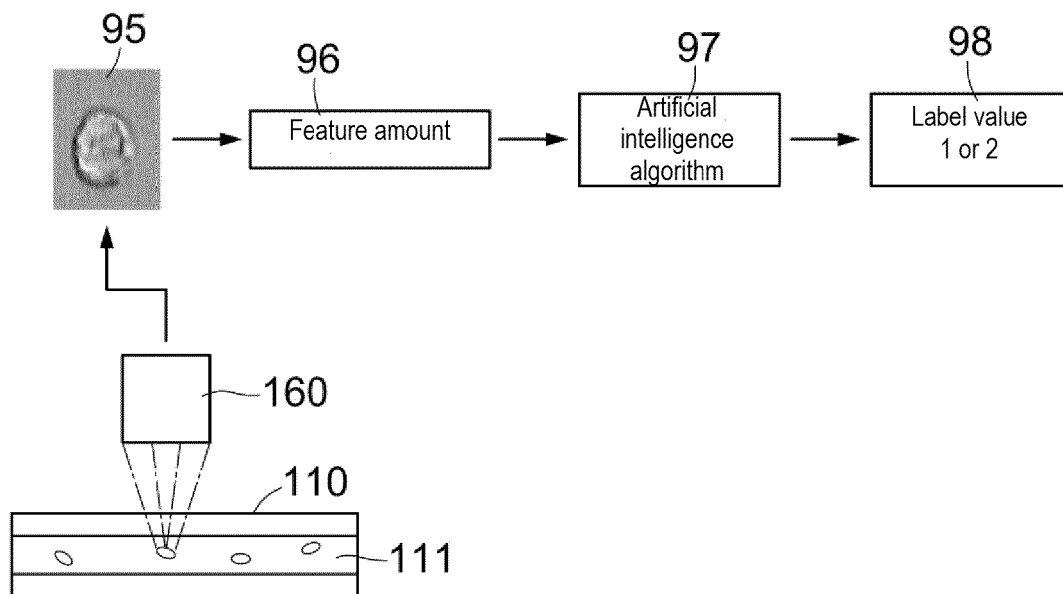 95
96
97
98
Feature amount
Artificial
intelligence
algorithm
Label value
1 or 2
160
110
111